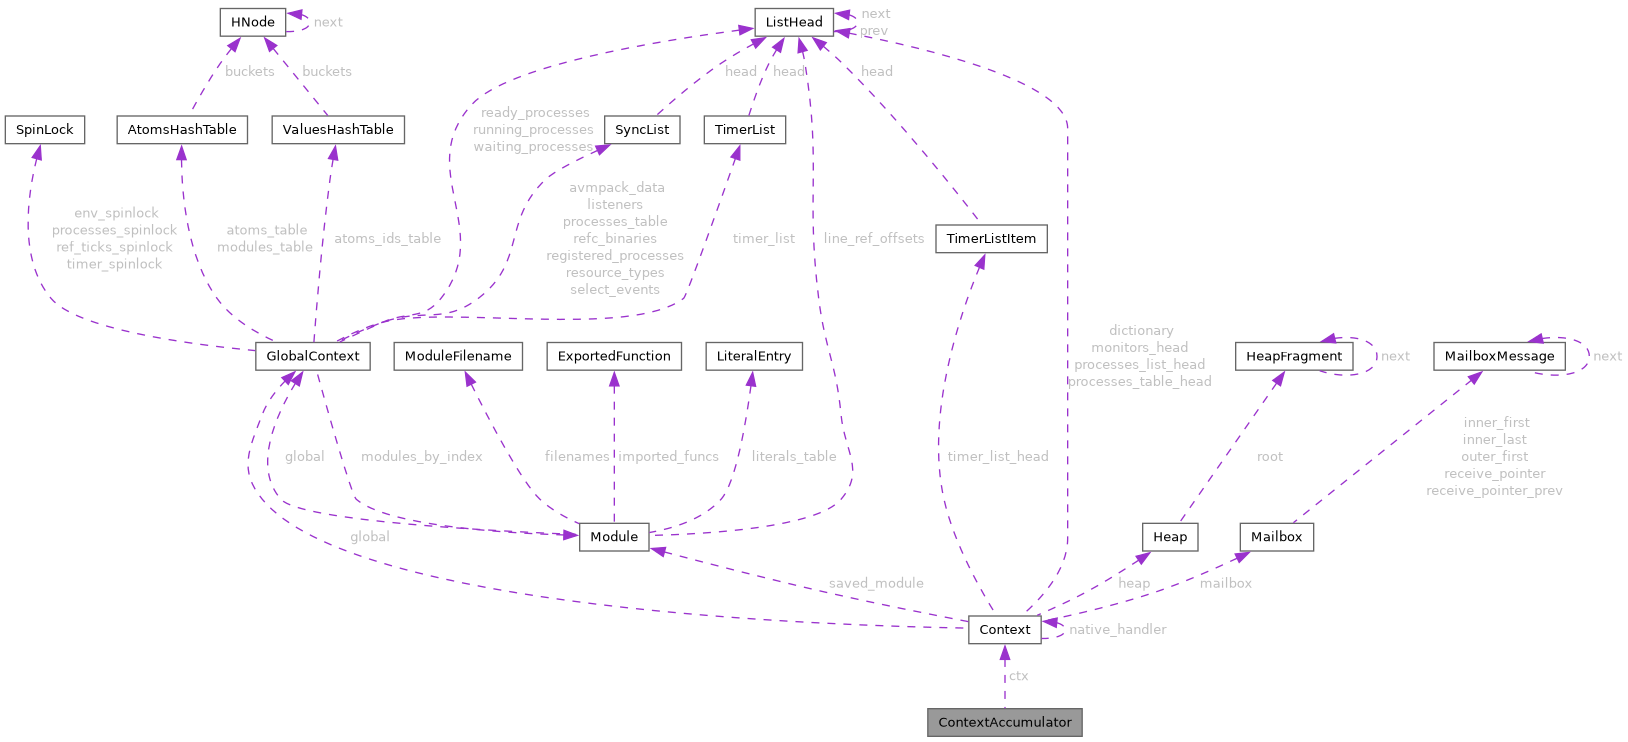 HNode
next
ListHead
next
prev
buckets
buckets
head
head
head
SpinLock
AtomsHashTable
ValuesHashTable
ready_processes
running_processes
waiting_processes
SyncList
TimerList
env_spinlock
processes_spinlock
ref_ticks_spinlock
timer_spinlock
atoms_table
modules_table
atoms_ids_table
avmpack_data
listeners
processes_table
refc_binaries
registered_processes
resource_types
select_events
timer_list
line_ref_offsets
TimerListItem
GlobalContext
ModuleFilename
ExportedFunction
LiteralEntry
dictionary
monitors_head
processes_list_head
processes_table_head
HeapFragment
next
MailboxMessage
next
global
modules_by_index
filenames
imported_funcs
literals_table
timer_list_head
root
inner_first
inner_last
outer_first
receive_pointer
receive_pointer_prev
global
Module
Heap
Mailbox
saved_module
heap
mailbox
Context
native_handler
ctx
ContextAccumulator